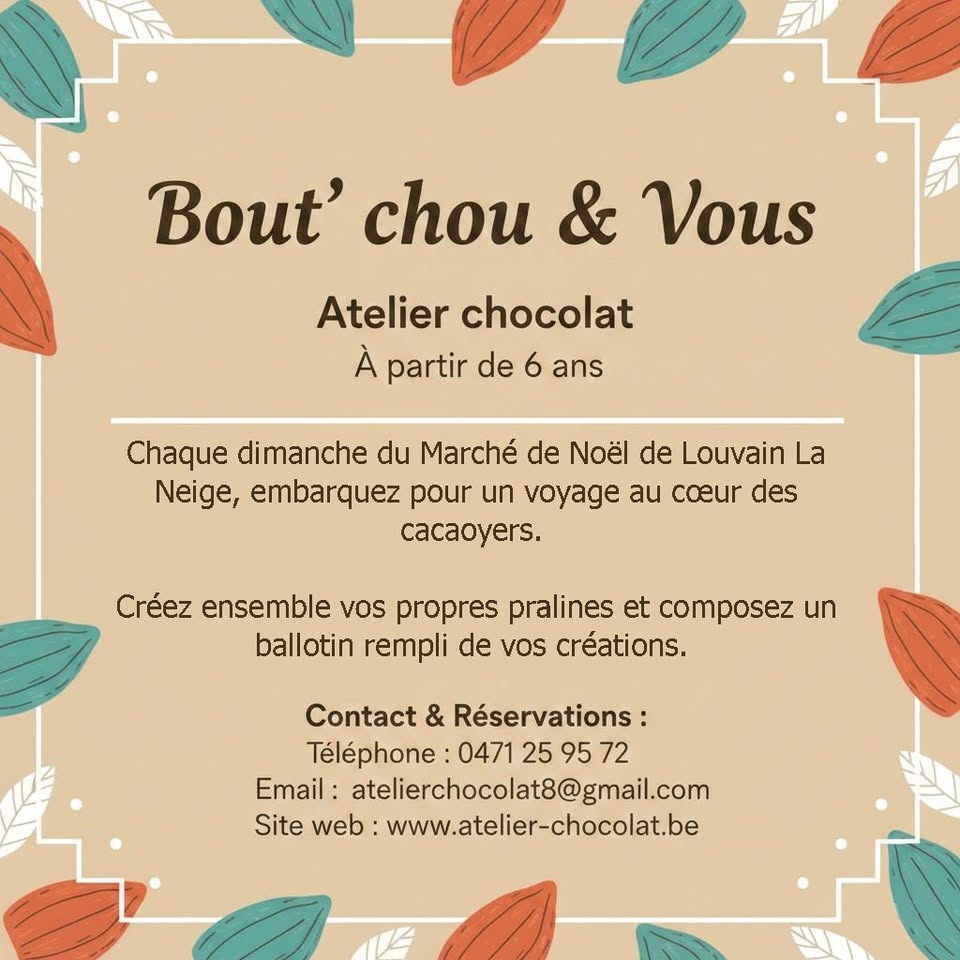 Bout' chou & Vous
Atelier chocolat
À partir de 6 ans
Chaque dimanche du Marché de Noël de Louvain La
Neige, embarquez pour un voyage au cœur des
cacaoyers.
Créez ensemble vos propres pralines et composez un
ballotin rempli de vos créations.
Contact & Réservations :
Téléphone : 0471 25 95 72
Email : atelierchocolat8@gmail.com
Site web : www.atelier-chocolat.be